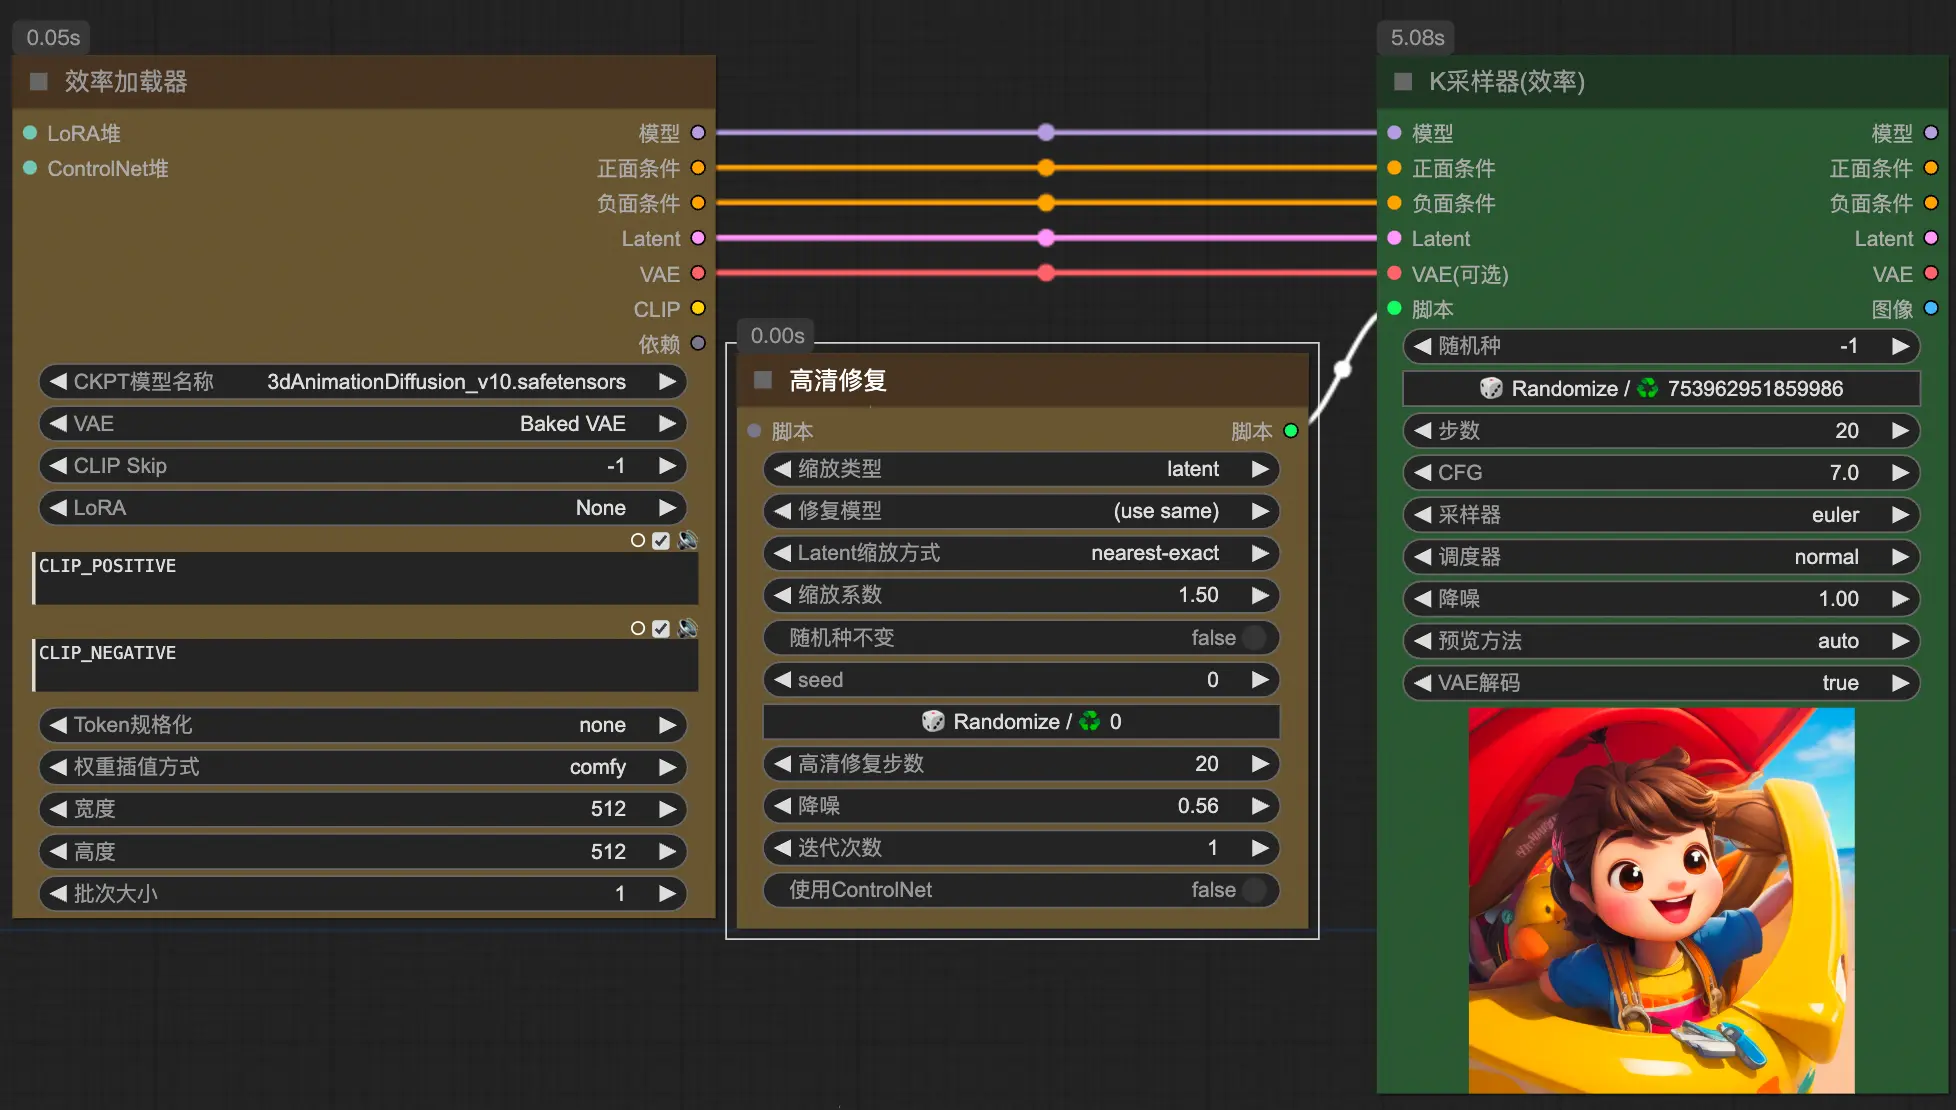 0.05s
效率加载器
LoRA堆
模型
ControlNet堆
正面条件
负面条件
Latent
VAE
CLIP
依赖
CKPT模型名称 3dAnimationDiffusion_v10.safetensors
VAE Baked VAE
CLIP Skip -1
LoRA None
CLIP_POSITIVE
CLIP_NEGATIVE
Token规格化 none
权重插值方式 comfy
宽度 512
高度 512
批次大小 1
0.00s
高清修复
脚本 脚本
缩放类型 latent
修复模型 (use same)
Latent缩放方式 nearest-exact
缩放系数 1.50
随机种不变 false
seed 0
Randomize / ♻ 0
高清修复步数 20
降噪 0.56
迭代次数 1
使用ControlNet false
5.08s
K采样器(效率)
模型 模型
正面条件 正面条件
负面条件 负面条件
Latent Latent
VAE(可选) VAE
脚本 图像
随机种 -1
Randomize / ♻ 753962951859986
步数 20
CFG 7.0
采样器 euler
调度器 normal
降噪 1.00
预览方法 auto
VAE解码 true